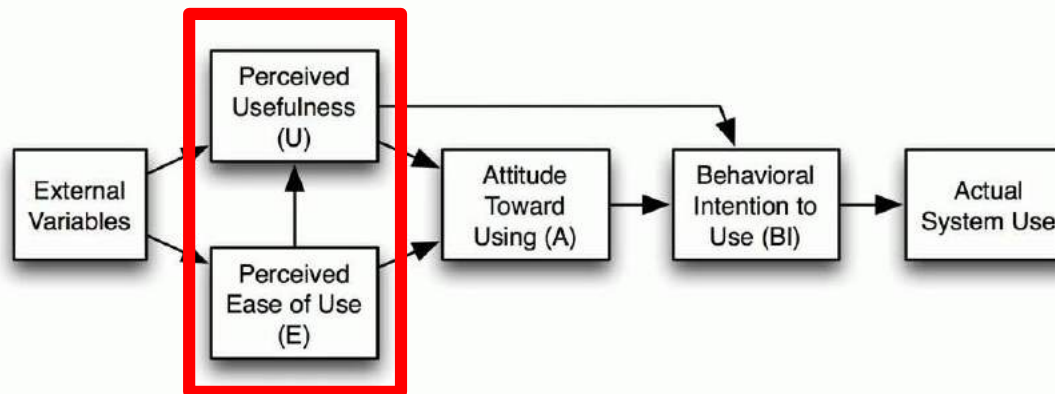 Perceived
Usefulness
(U)
External
Variables
Perceived
Ease of Use
(E)
Attitude
Toward
Using (A)
Behavioral
Intention to
Use (BI)
Actual
System Use